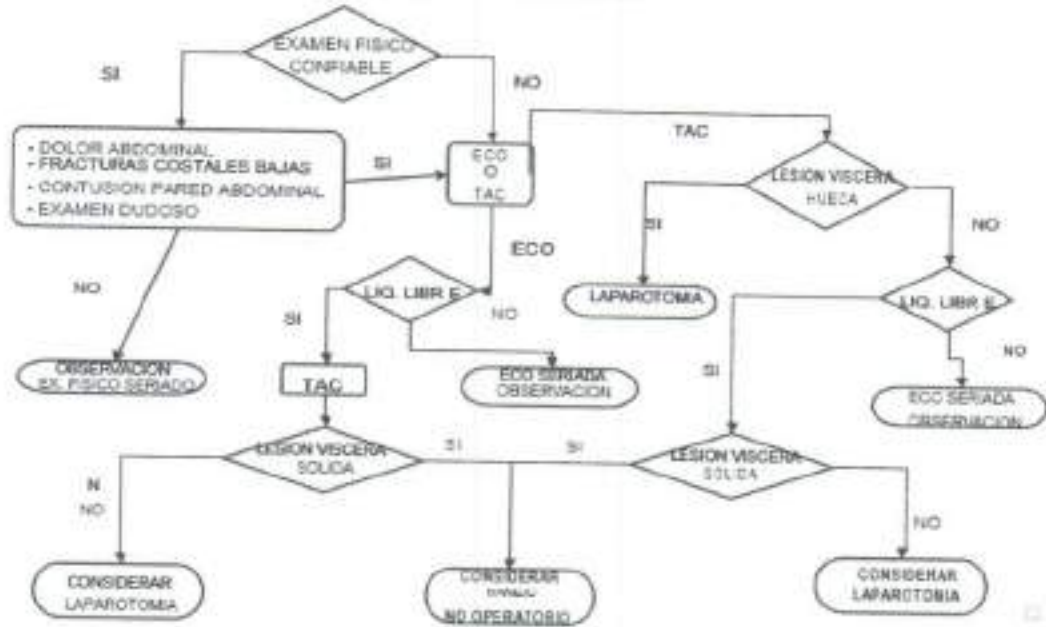 EXAMEN FISICO
CONFIABLE
SI
NO
- DOLOR ABDOMINAL
- FRACTURAS COSTALES BAJAS
- CONTUSION PARED ABDOMINAL
- EXAMEN DUDOSO
SI
ECO
O
TAC
TAC
LESION VISCERA
HUECA
SI
NO
ECO
NO
LIQ. LIBR E
SI
NO
LAPAROTOMIA
LIQ. LIBR E
SI
NO
OBSERVACION
EX. FISICO SERIADO
TAC
ECO SERIADA
OBSERVACION
ECO SERIADA
OBSERVACION
LESION VISCERA
SOLIDA
SI
SI
LESION VISCERA
SOLIDA
N
NO
NO
CONSIDERAR
LAPAROTOMIA
CONSIDERAR
NO OPERATORIO
CONSIDERAR
LAPAROTOMIA